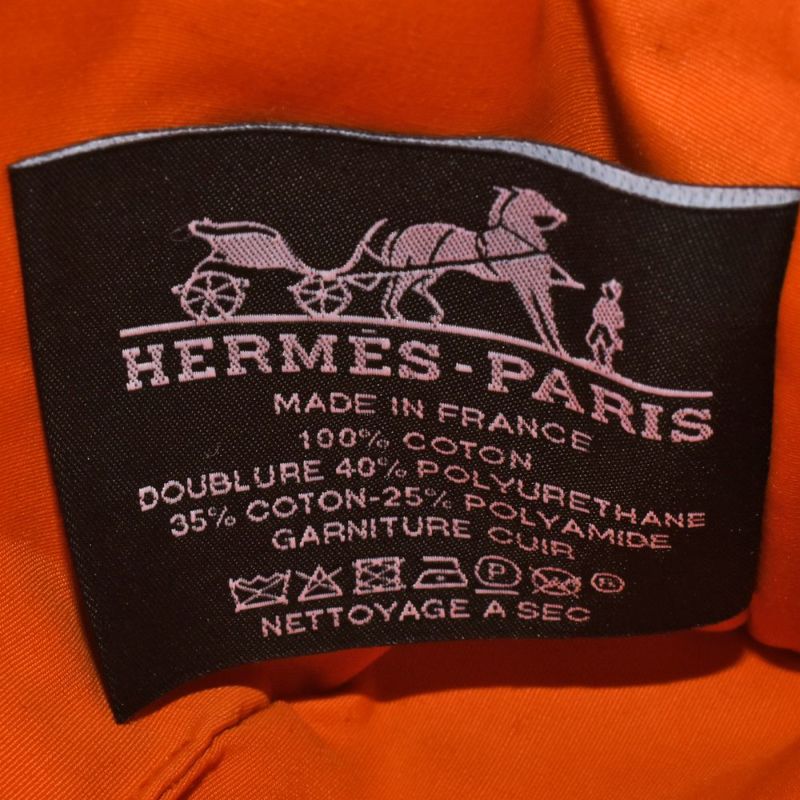 HERMÈS-PARIS
MADE IN FRANCE
100% COTON
DOUBLURE 40% POLYURETHANE
35% COTON-25% POLYAMIDE
GARNITURE CUIR
P
NETTOYAGE A SEC